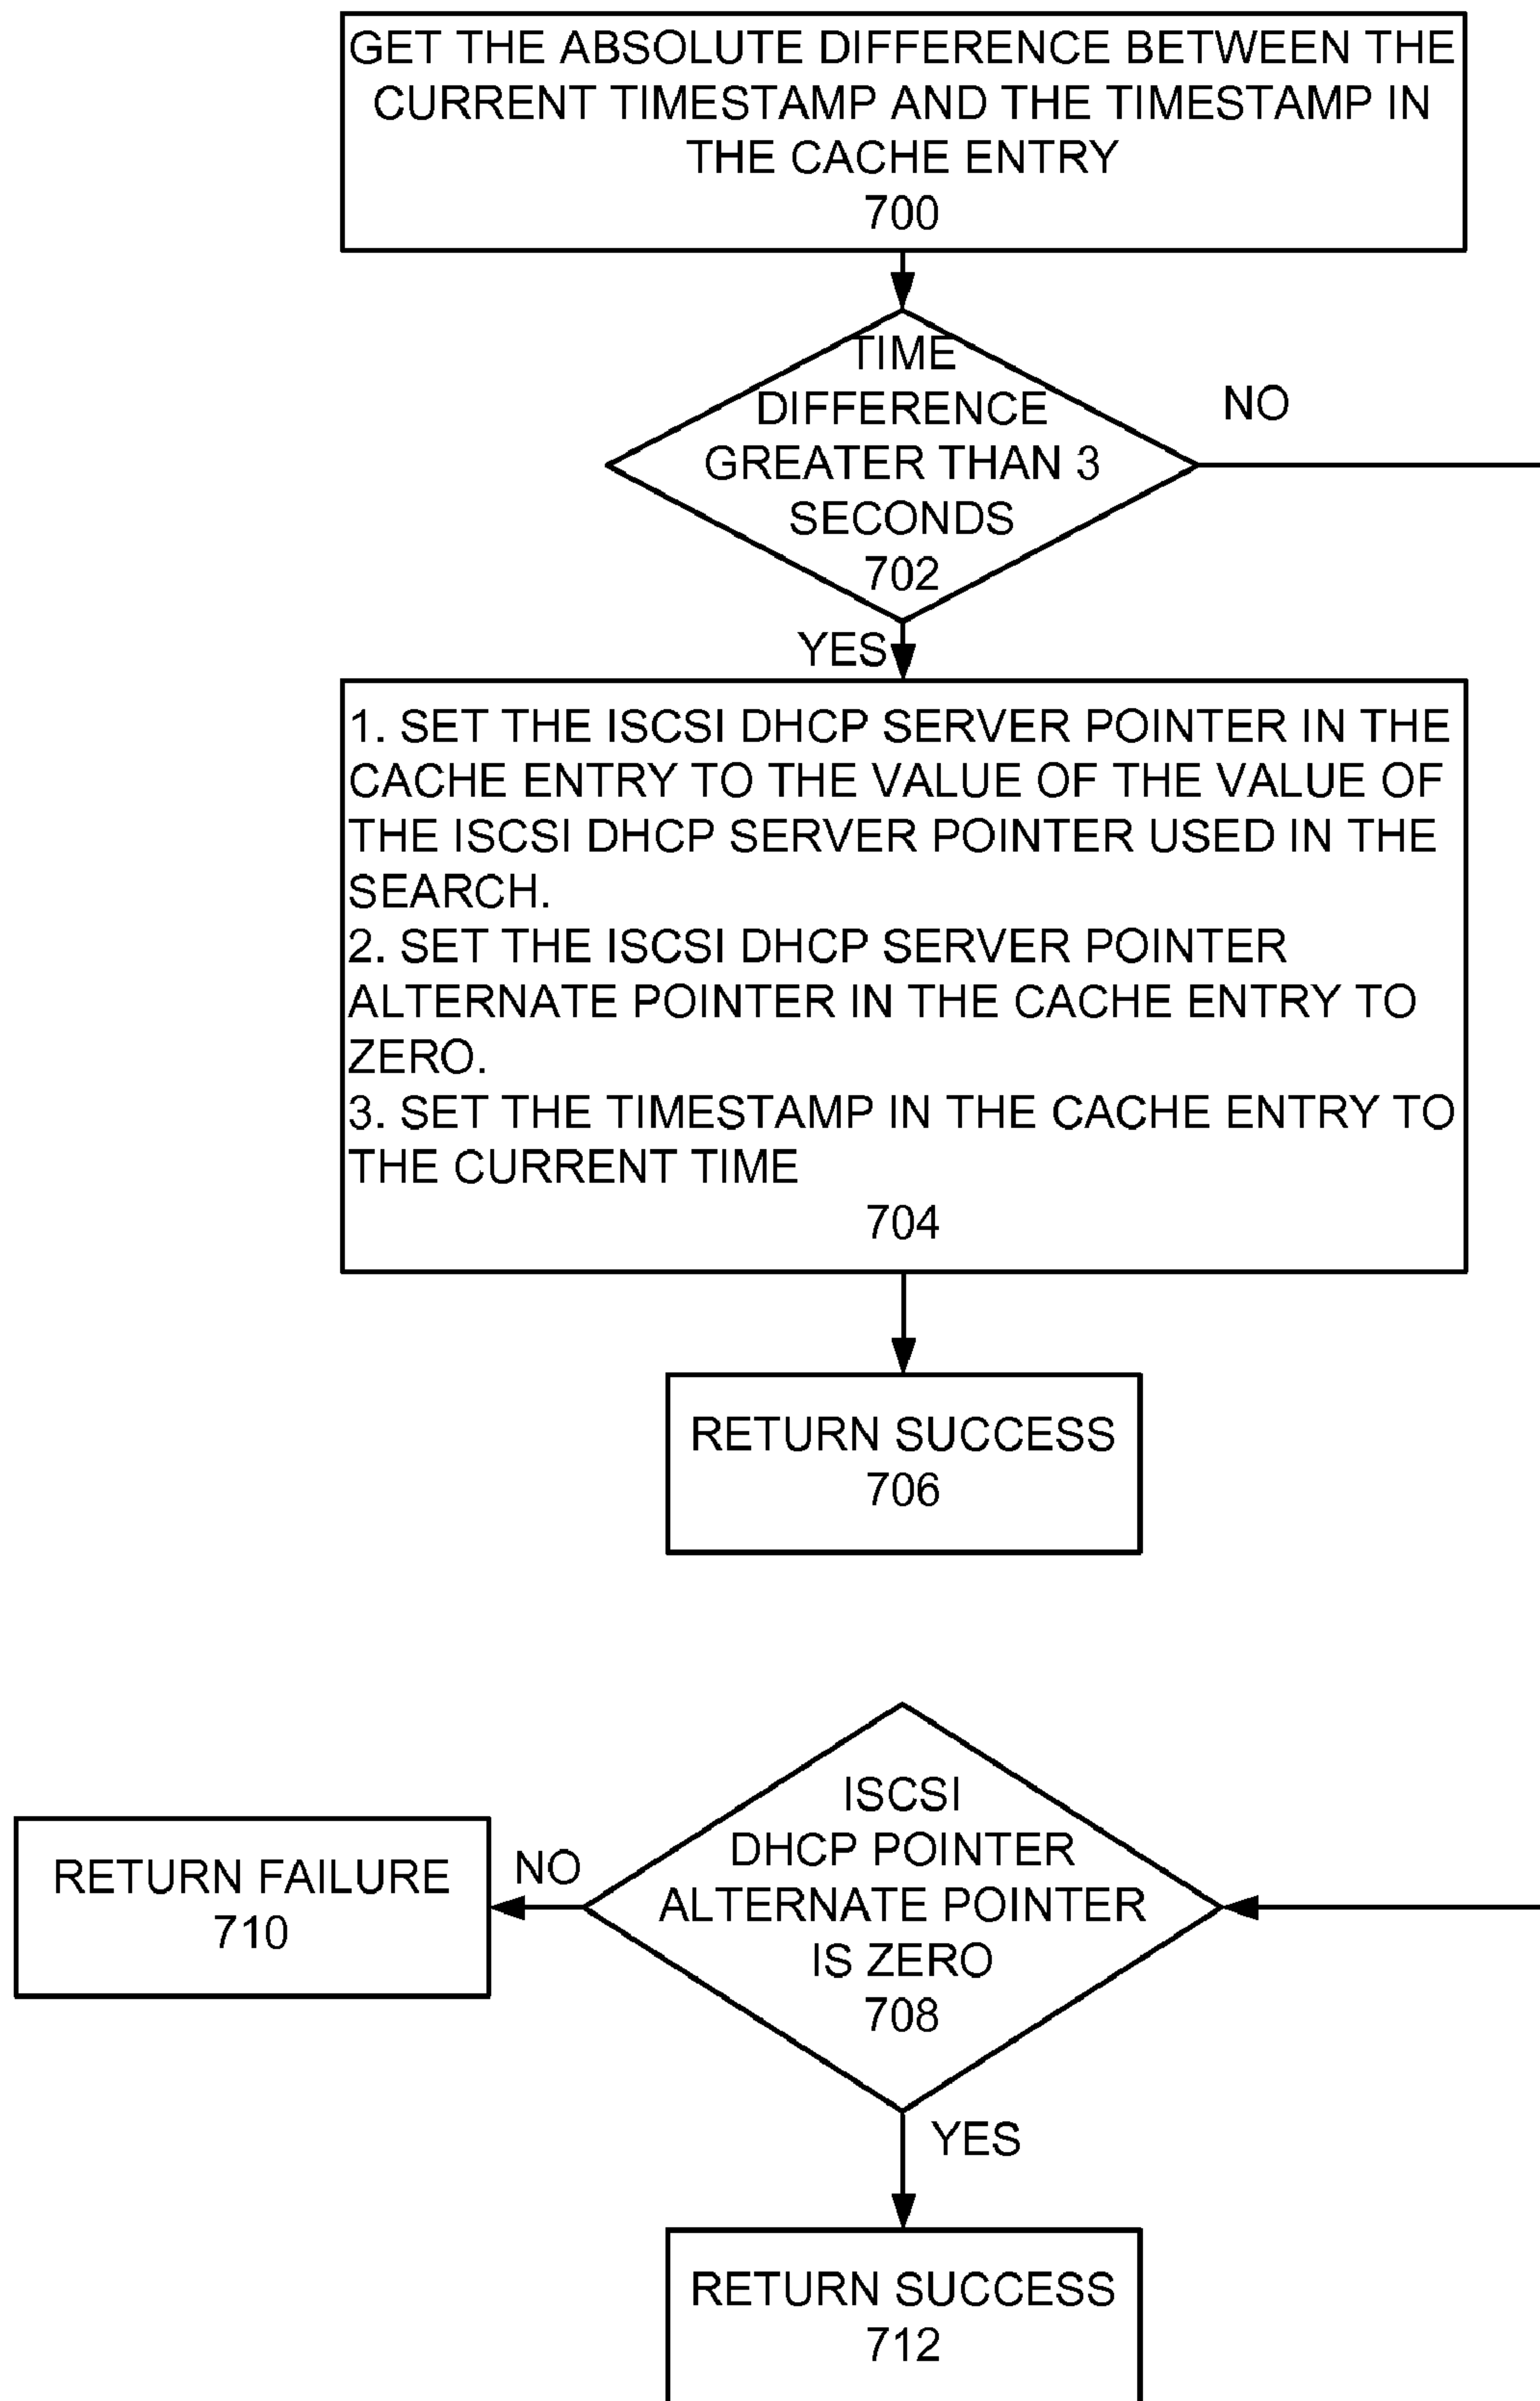 GET THE ABSOLUTE DIFFERENCE BETWEEN THE
CURRENT TIMESTAMP AND THE TIMESTAMP IN
THE CACHE ENTRY
700
TIME
DIFFERENCE
GREATER THAN 3
SECONDS
702
NO
YES
1. SET THE ISCSI DHCP SERVER POINTER IN THE
CACHE ENTRY TO THE VALUE OF THE VALUE OF
THE ISCSI DHCP SERVER POINTER USED IN THE
SEARCH.
2. SET THE ISCSI DHCP SERVER POINTER
ALTERNATE POINTER IN THE CACHE ENTRY TO
ZERO.
3. SET THE TIMESTAMP IN THE CACHE ENTRY TO
THE CURRENT TIME
704
RETURN SUCCESS
706
ISCSI
DHCP POINTER
ALTERNATE POINTER
IS ZERO
708
NO
RETURN FAILURE
710
YES
RETURN SUCCESS
712